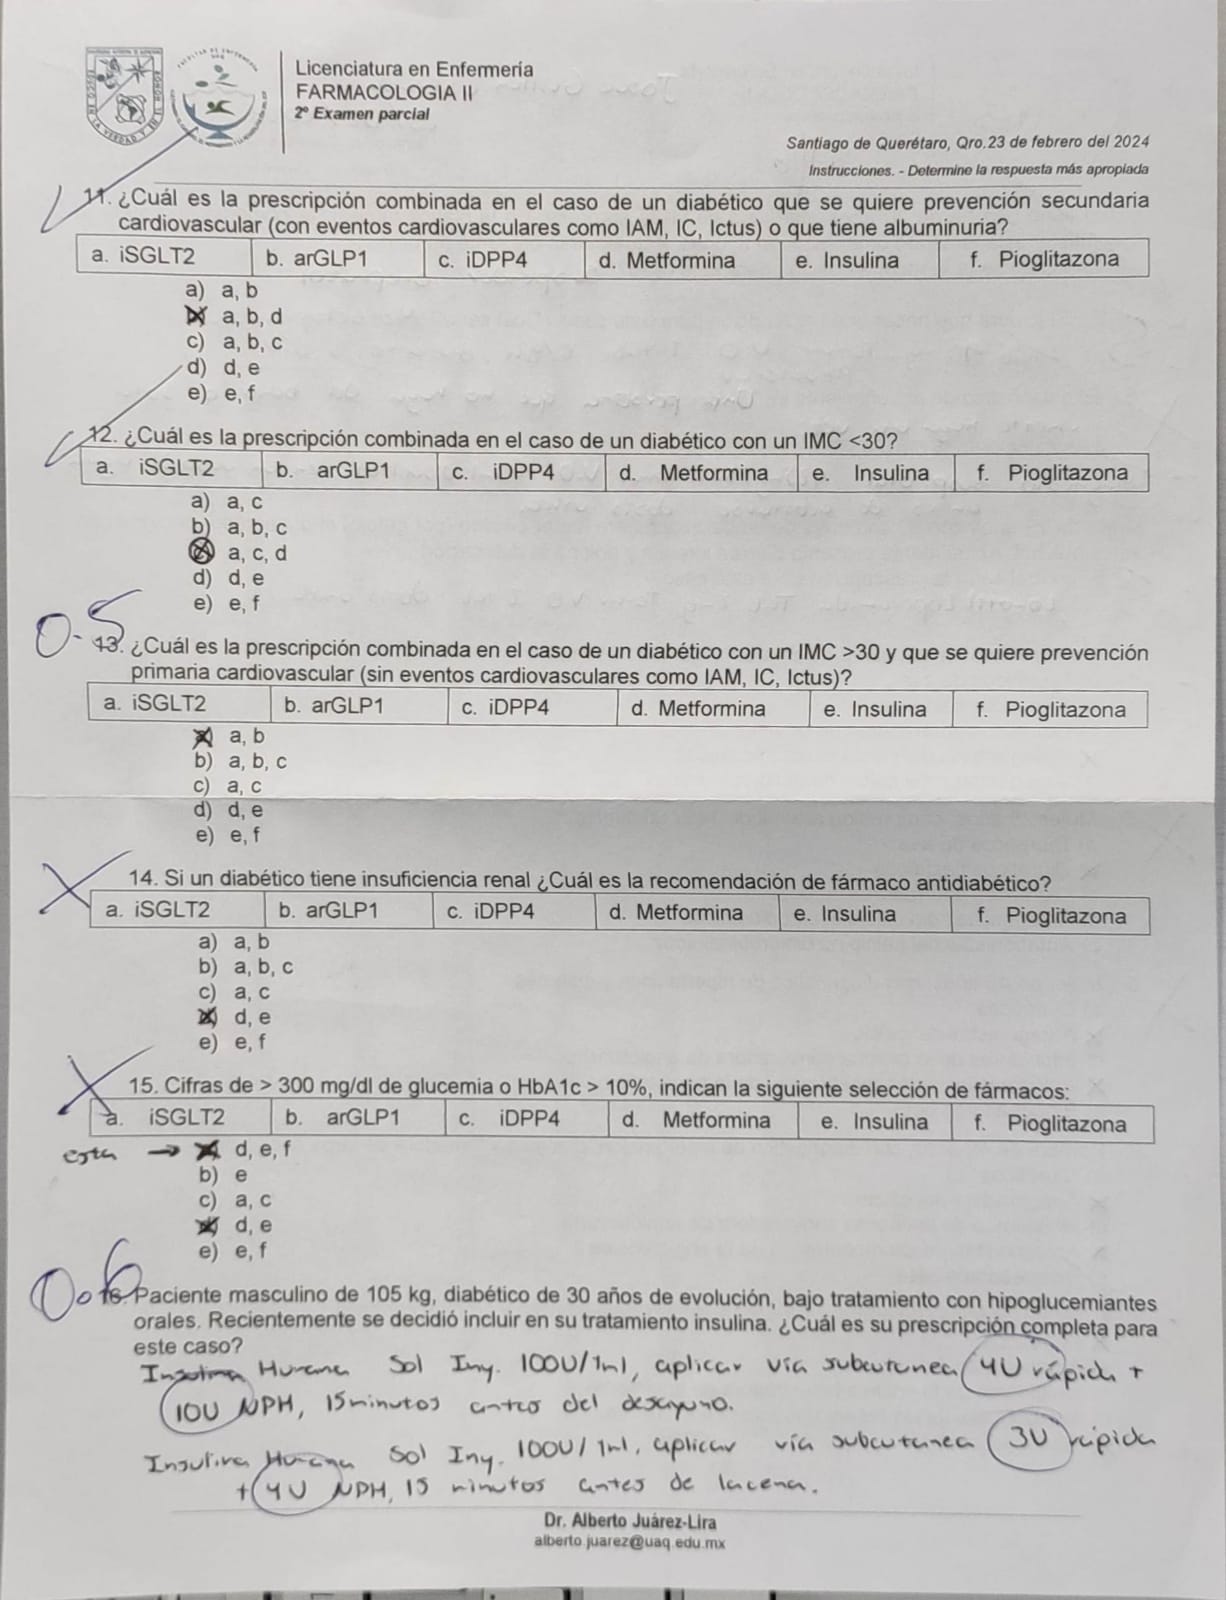 Licenciatura en Enfermería
FARMACOLOGIA II
2° Examen parcial
Santiago de Querétaro, Qro.23 de febrero del 2024
Instrucciones. - Determine la respuesta más apropiada
11. ¿Cuál es la prescripción combinada en el caso de un diabético que se quiere prevención secundaria
cardiovascular (con eventos cardiovasculares como IAM, IC, Ictus) o que tiene albuminuria?
a. iSGLT2 b. arGLP1 c. iDPP4 d. Metformina e. Insulina f. Pioglitazona
a) a, b
b) a, b, d
c) a, b, c
d) d, e
e) e, f
12. ¿Cuál es la prescripción combinada en el caso de un diabético con un IMC <30?
a. iSGLT2 b. arGLP1 c. iDPP4 d. Metformina e. Insulina f. Pioglitazona
a) a, c
b) a, b, c
c) a, c, d
d) d, e
e) e, f
0.5
13. ¿Cuál es la prescripción combinada en el caso de un diabético con un IMC >30 y que se quiere prevención
primaria cardiovascular (sin eventos cardiovasculares como IAM, IC, Ictus)?
a. iSGLT2 b. arGLP1 c. iDPP4 d. Metformina e. Insulina f. Pioglitazona
a) a, b
b) a, b, c
c) a, c
d) d, e
e) e, f
14. Si un diabético tiene insuficiencia renal ¿Cuál es la recomendación de fármaco antidiabético?
a. iSGLT2 b. arGLP1 c. iDPP4 d. Metformina e. Insulina f. Pioglitazona
a) a, b
b) a, b, c
c) a, c
d) d, e
e) e, f
15. Cifras de > 300 mg/dl de glucemia o HbA1c > 10%, indican la siguiente selección de fármacos:
a. iSGLT2 b. arGLP1 c. iDPP4 d. Metformina e. Insulina f. Pioglitazona
esta → a) d, e, f
b) e
c) a, c
d) d, e
e) e, f
0.6
16. Paciente masculino de 105 kg, diabético de 30 años de evolución, bajo tratamiento con hipoglucemiantes
orales. Recientemente se decidió incluir en su tratamiento insulina. ¿Cuál es su prescripción completa para
este caso?
Insulina Humana Sol Iny. 100U/1ml, aplicar vía subcutanea 4U rápida +
10U NPH, 15minutos antes del desayuno.
Insulina Humana Sol Iny. 100U/1ml, aplicar vía subcutanea 3U rápida
+ 4U NPH, 15 minutos antes de lacena.
Dr. Alberto Juárez-Lira
alberto.juarez@uaq.edu.mx